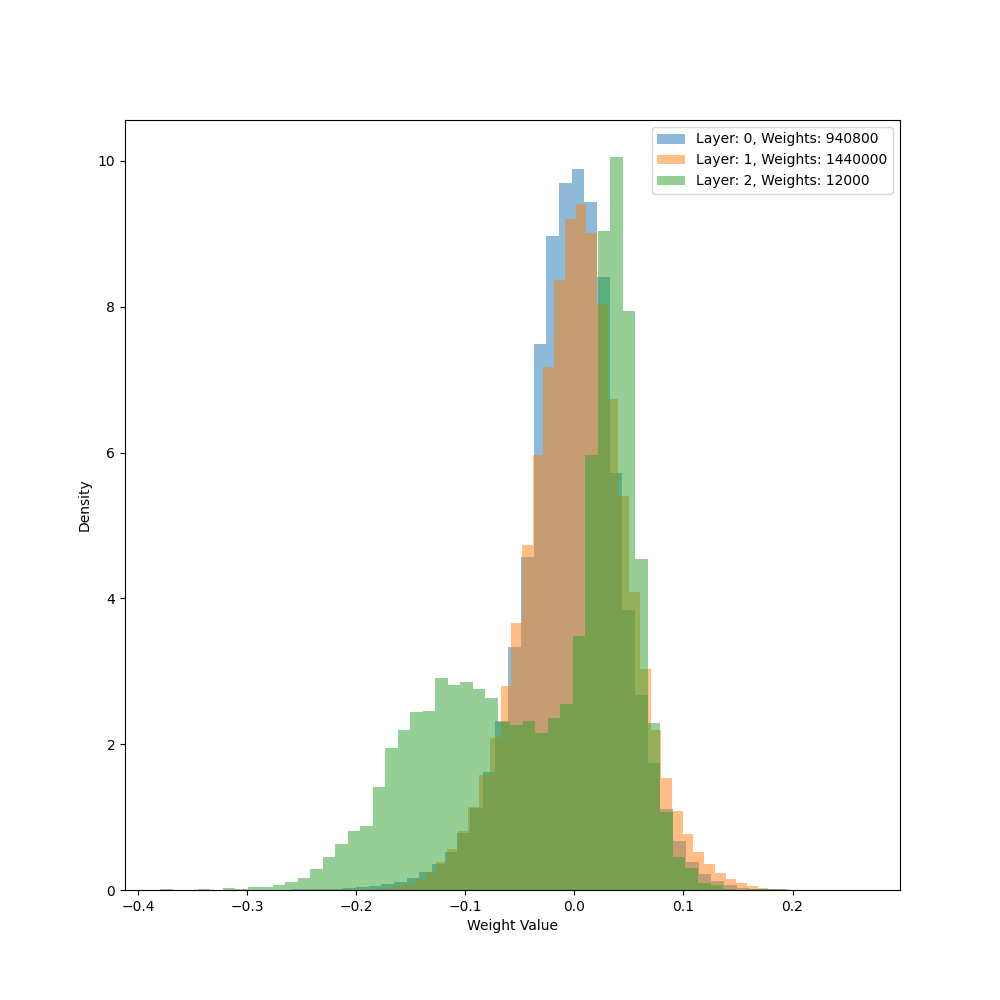 Layer: 0, Weights: 940800
Layer: 1, Weights: 1440000
Layer: 2, Weights: 12000
10
8
6
4
2
0
Density
−0.4 −0.3 −0.2 −0.1 0.0 0.1 0.2
Weight Value